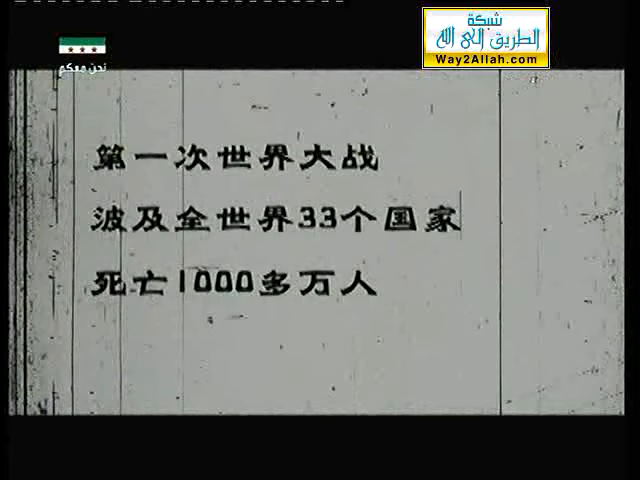 شبكة
الطريق إلى الله
Way2Allah.com
نحن معكم
第一次世界大战
波及全世界33个国家
死亡1000多万人